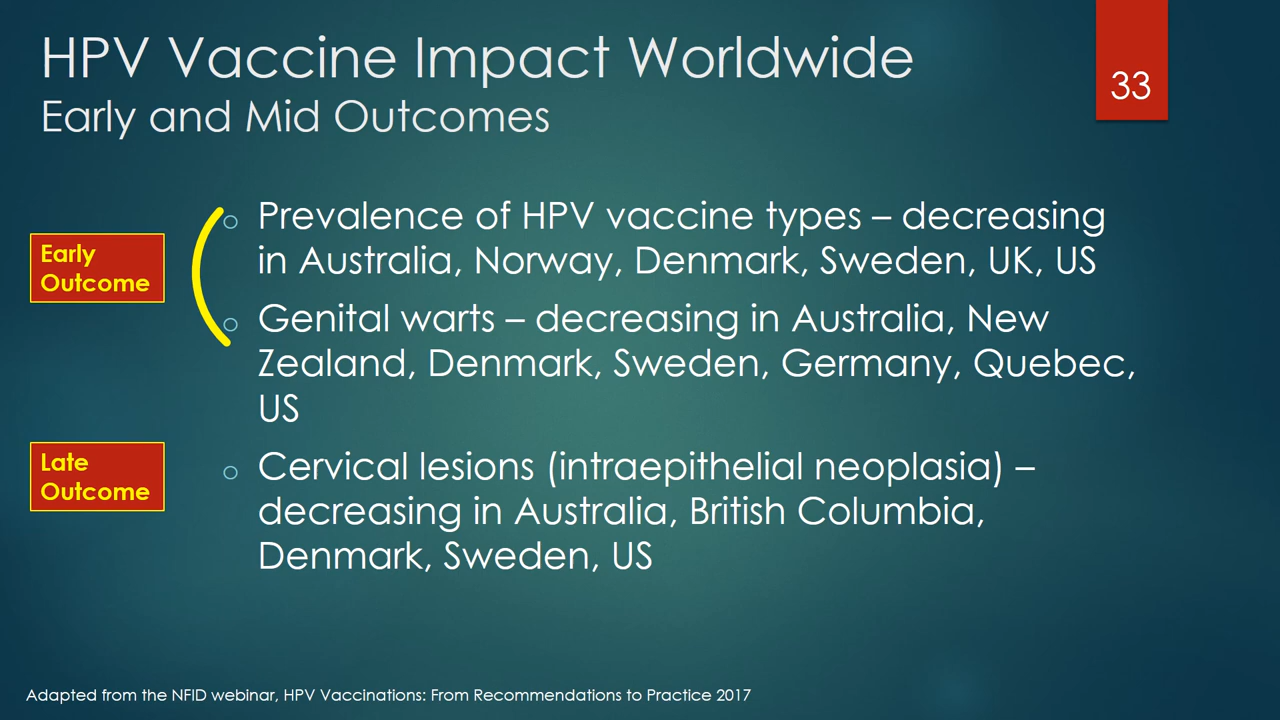 HPV Vaccine Impact Worldwide
Early and Mid Outcomes
33
Early
Outcome
○ Prevalence of HPV vaccine types – decreasing
in Australia, Norway, Denmark, Sweden, UK, US
○ Genital warts – decreasing in Australia, New
Zealand, Denmark, Sweden, Germany, Quebec,
US
Late
Outcome
○ Cervical lesions (intraepithelial neoplasia) –
decreasing in Australia, British Columbia,
Denmark, Sweden, US
Adapted from the NFID webinar, HPV Vaccinations: From Recommendations to Practice 2017